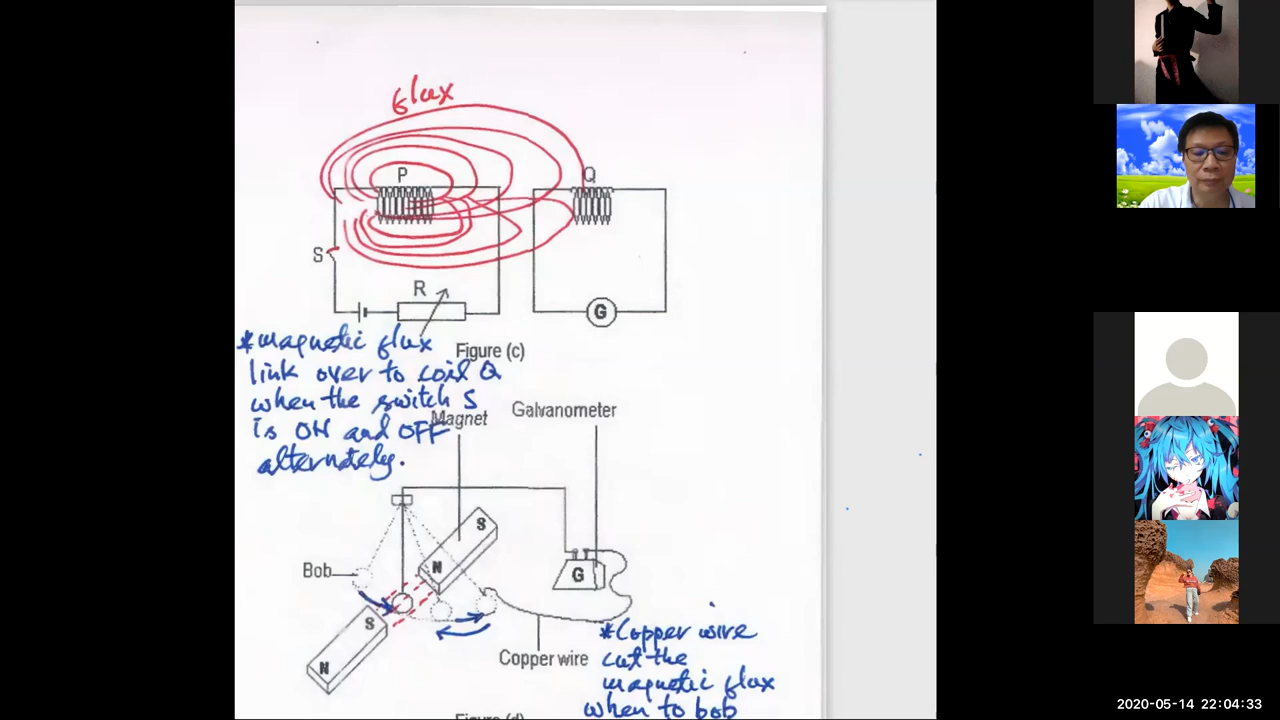 flux
P
Q
S
R
G
*magnetic flux
Figure (c)
link over to coil Q
when the switch S
is ON and OFF
alternately.
Magnet
Galvanometer
S
N
Bob
G
S
N
*Copper wire
cut the
magnetic flux
when to bob
Copper wire
Figure (d)
2020-05-14 22:04:33